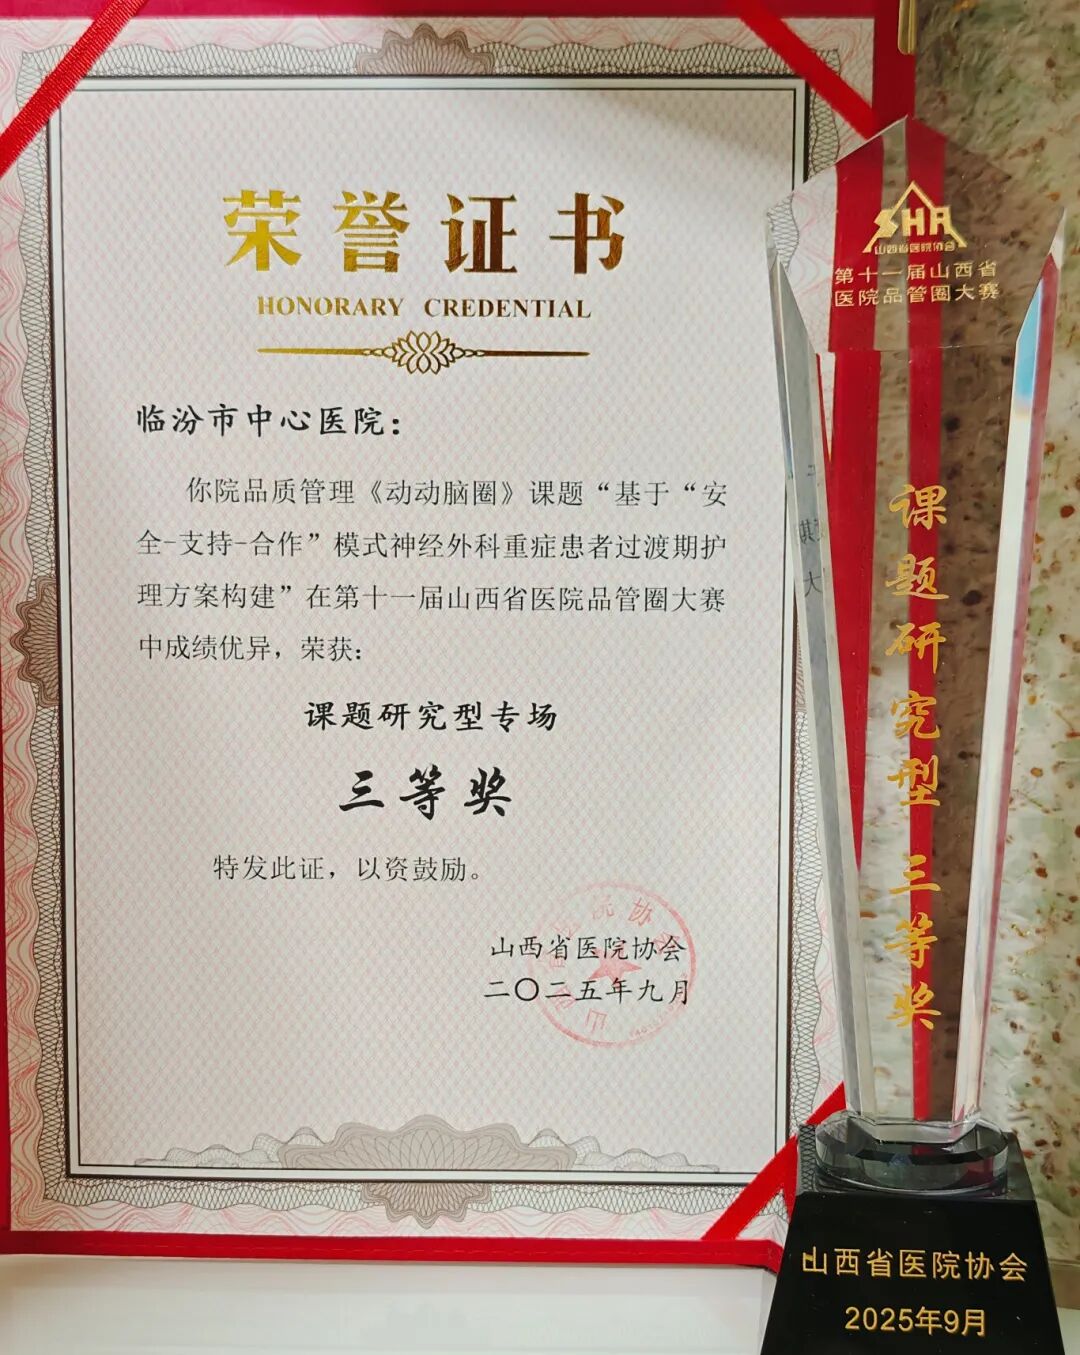 荣誉证书
HONORARY CREDENTIAL
临汾市中心医院：
你院品质管理《动动脑圈》课题“基于“安
全-支持-合作”模式神经外科重症患者过渡期护
理方案构建”在第十一届山西省医院品管圈大赛
中成绩优异，荣获：
课题研究型专场
三等奖
特发此证，以资鼓励。
山西省医院协会
二〇二五年九月
SHA
山西省医院协会
第十一届山西省
医院品管圈大赛
课题研究型 三等奖
山西省医院协会
2025年9月